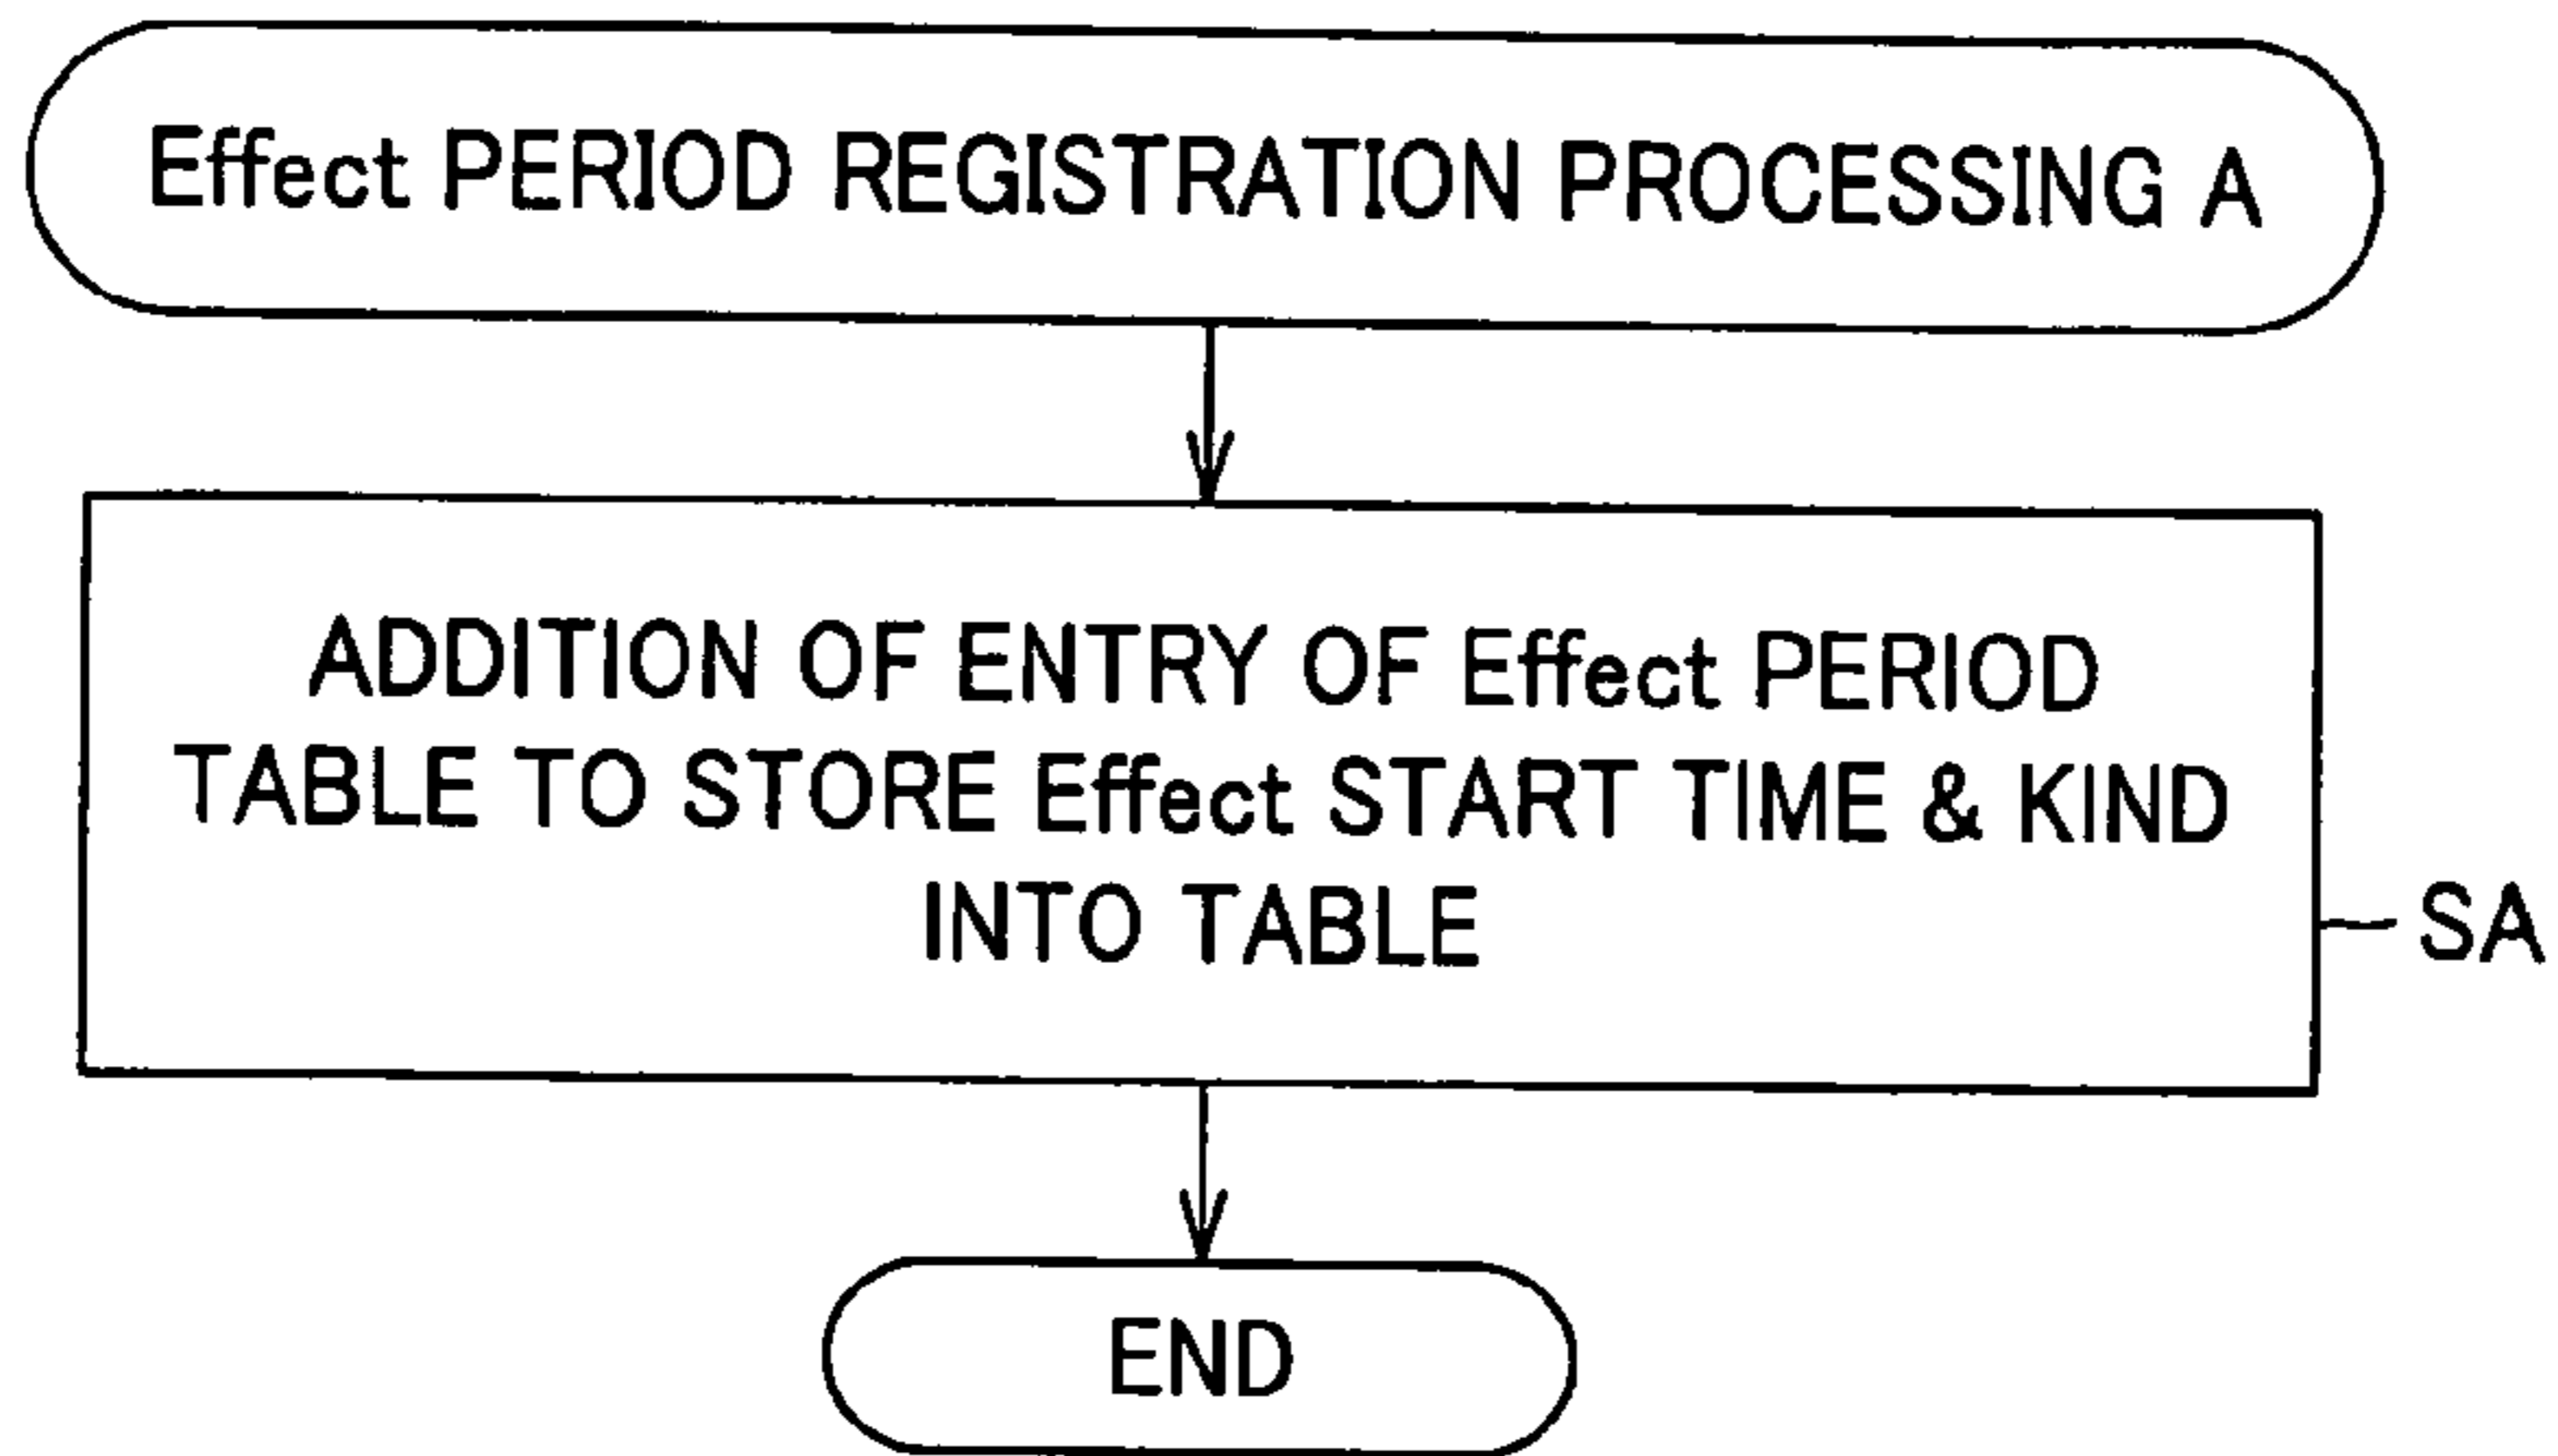 Effect PERIOD REGISTRATION PROCESSING A
ADDITION OF ENTRY OF Effect PERIOD
TABLE TO STORE Effect START TIME & KIND
INTO TABLE
SA
END